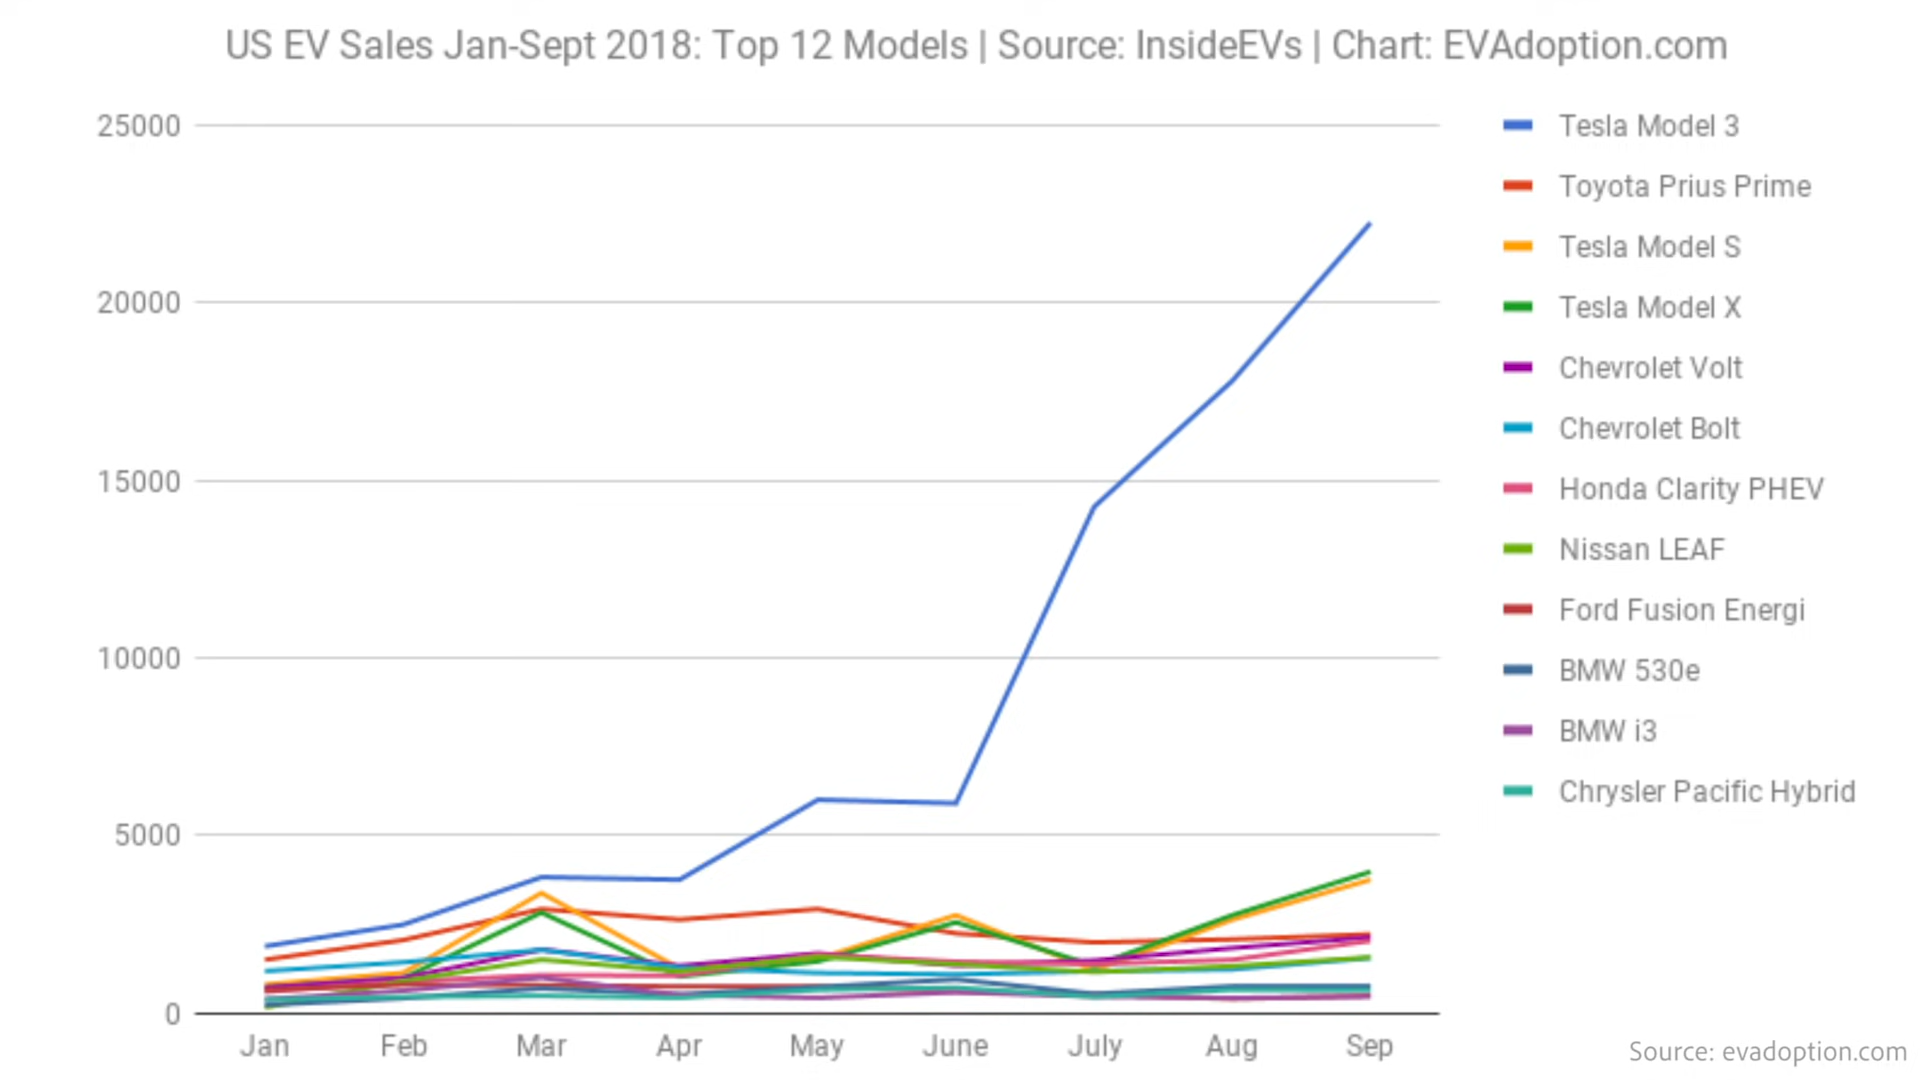 US EV Sales Jan-Sept 2018: Top 12 Models | Source: InsideEVs | Chart: EVAdoption.com
25000
20000
15000
10000
5000
0
Jan Feb Mar Apr May June July Aug Sep
Tesla Model 3
Toyota Prius Prime
Tesla Model S
Tesla Model X
Chevrolet Volt
Chevrolet Bolt
Honda Clarity PHEV
Nissan LEAF
Ford Fusion Energi
BMW 530e
BMW i3
Chrysler Pacific Hybrid
Source: evadoption.com